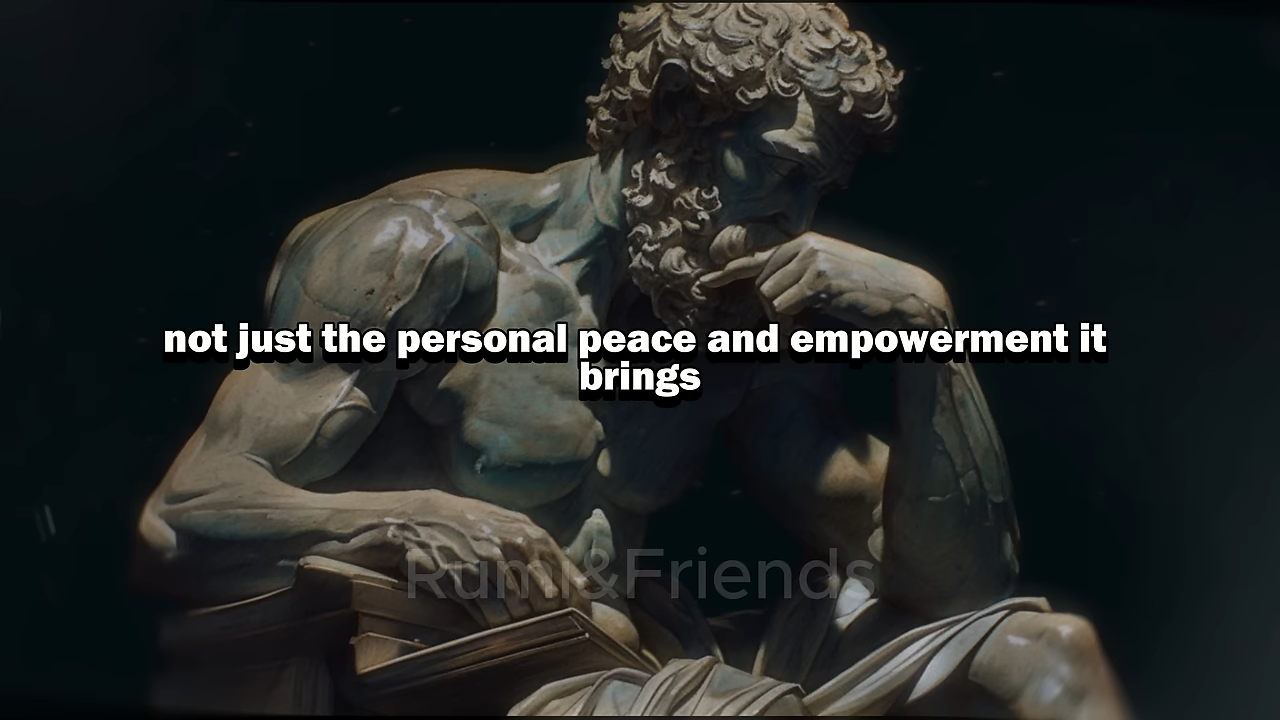 not just the personal peace and empowerment it
brings
Rumi&Friends